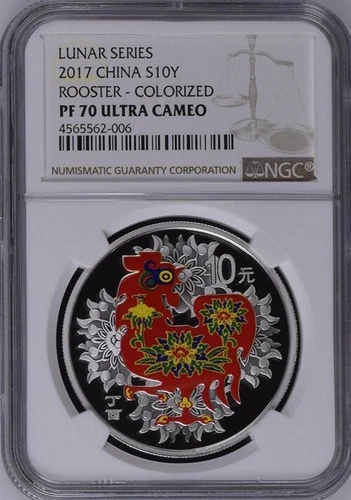 LUNAR SERIES
2017 CHINA S10Y
ROOSTER - COLORIZED
PF 70 ULTRA CAMEO
4565562-006
NUMISMATIC GUARANTY CORPORATION
NGC®
10元
丁酉